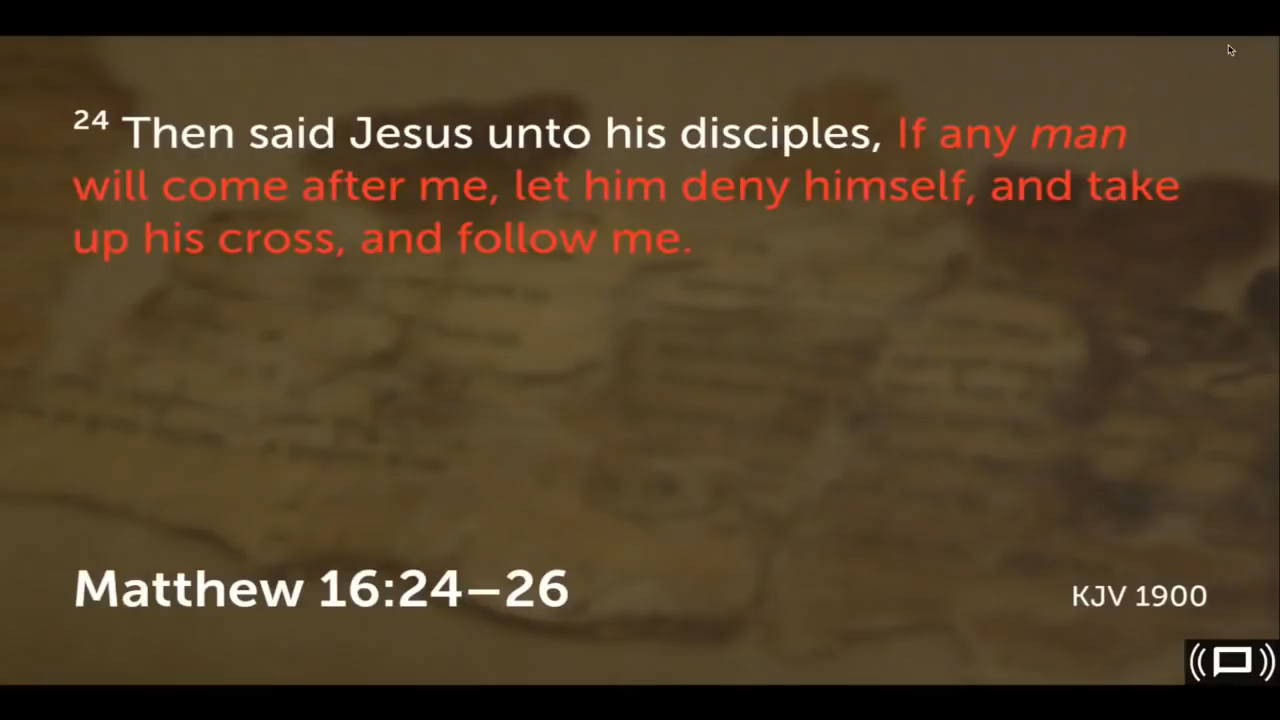 24 Then said Jesus unto his disciples, If any man
will come after me, let him deny himself, and take
up his cross, and follow me.
Matthew 16:24–26
KJV 1900